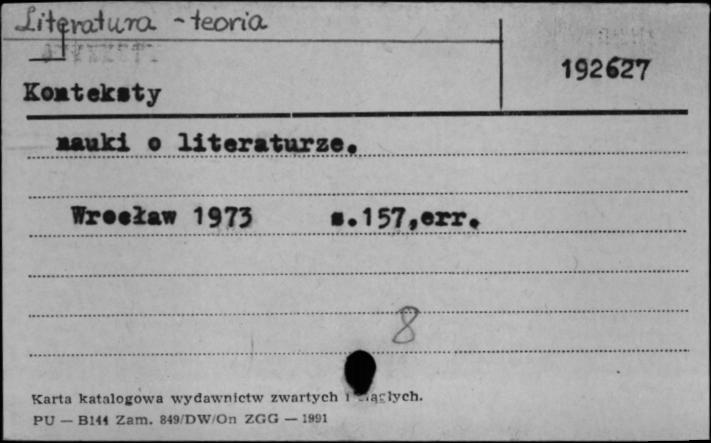 Literatura - teoria
192627
Konteksty
nauki o literaturze.
Wrocław 1973 s.157,err.
8
Karta katalogowa wydawnictw zwartych i ciągłych.
PU — B144 Zam. 849/DW/On ZGG — 1991